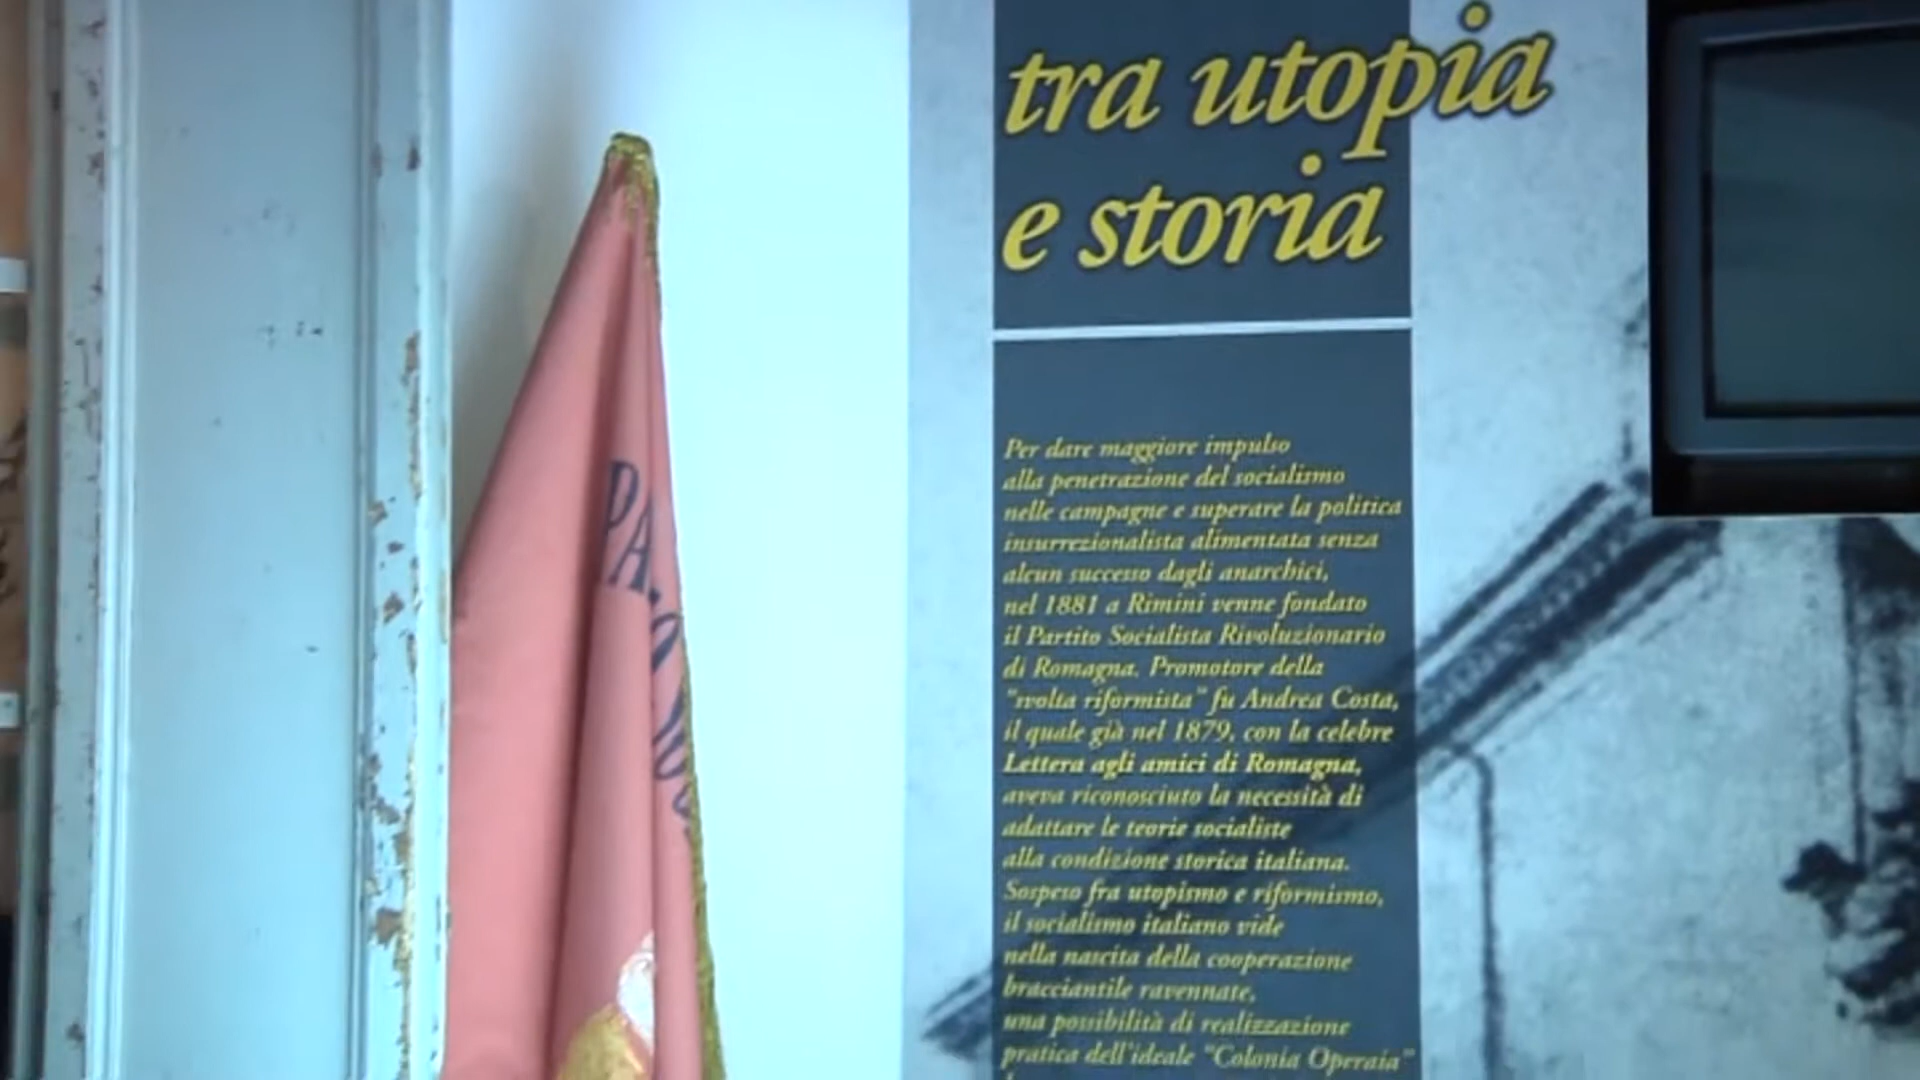 tra utopia
e storia
Per dare maggiore impulso
alla penetrazione del socialismo
nelle campagne e superare la politica
insurrezionalista alimentata senza
alcun successo dagli anarchici,
nel 1881 a Rimini venne fondato
il Partito Socialista Rivoluzionario
di Romagna. Promotore della
"svolta riformista" fu Andrea Costa,
il quale già nel 1879, con la celebre
Lettera agli amici di Romagna,
aveva riconosciuto la necessità di
adattare le teorie socialiste
alla condizione storica italiana.
Sospeso fra utopismo e riformismo,
il socialismo italiano vide
nella nascita della cooperazione
bracciantile ravennate,
una possibilità di realizzazione
pratica dell'ideale "Colonia Operaia"